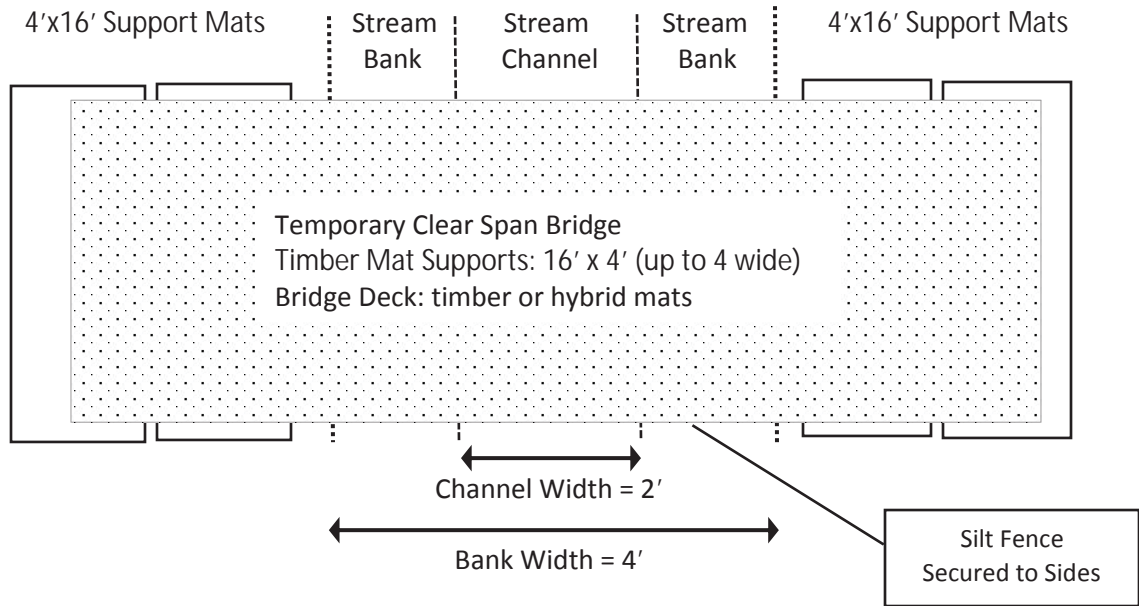 4′x16′ Support Mats
Stream
Bank
Stream
Channel
Stream
Bank
4′x16′ Support Mats
Temporary Clear Span Bridge
Timber Mat Supports: 16′ x 4′ (up to 4 wide)
Bridge Deck: timber or hybrid mats
Channel Width = 2′
Bank Width = 4′
Silt Fence
Secured to Sides